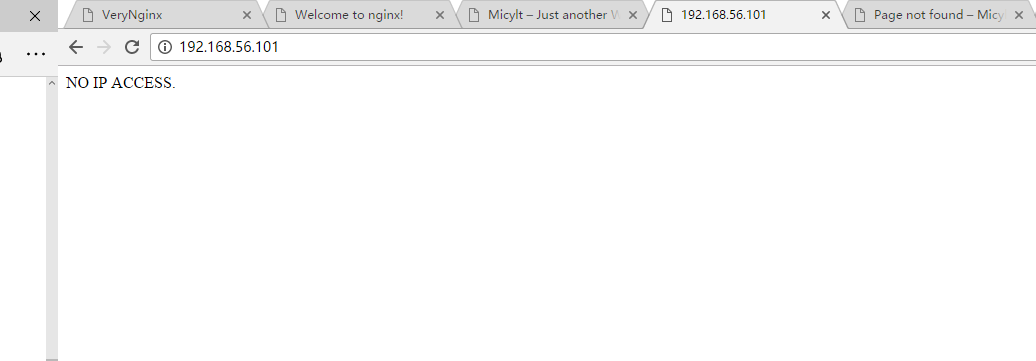 VeryNginx
Welcome to nginx!
Micylt – Just another W
192.168.56.101
Page not found – Micy
192.168.56.101
NO IP ACCESS.